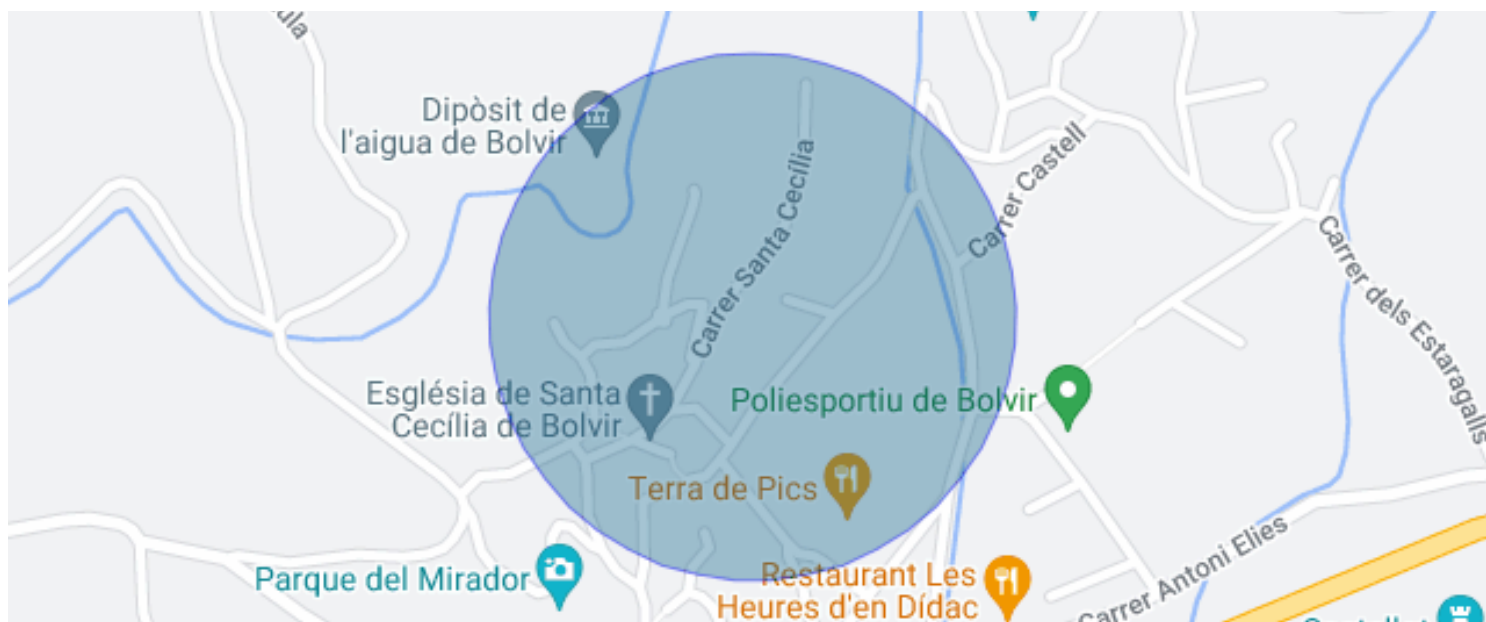 Dipòsit de
l'aigua de Bolvir
Carrer Santa Cecília
Carrer Castell
Carrer dels Estaragalls
Església de Santa
Cecília de Bolvir
Poliesportiu de Bolvir
Terra de Pics
Parque del Mirador
Restaurant Les
Heures d'en Dídac
Carrer Antoni Elies